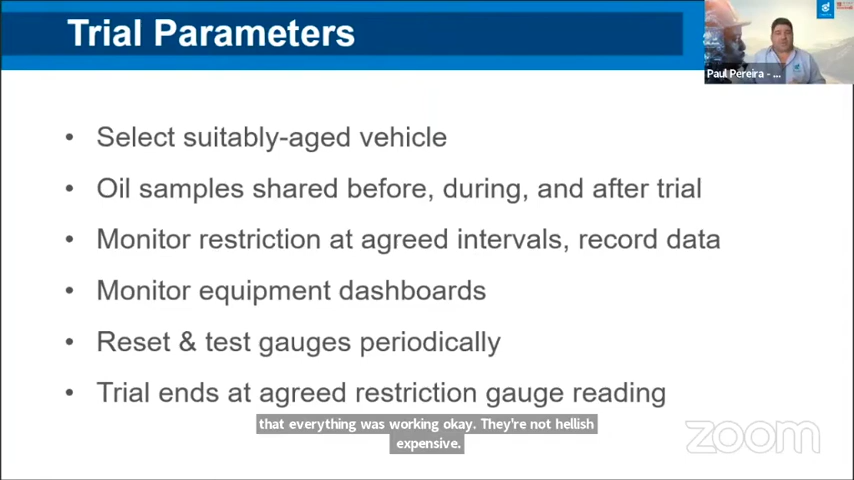 Trial Parameters
Paul Pereira - ...
• Select suitably-aged vehicle
• Oil samples shared before, during, and after trial
• Monitor restriction at agreed intervals, record data
• Monitor equipment dashboards
• Reset & test gauges periodically
• Trial ends at agreed restriction gauge reading
that everything was working okay. They're not hellish
expensive.
zoom